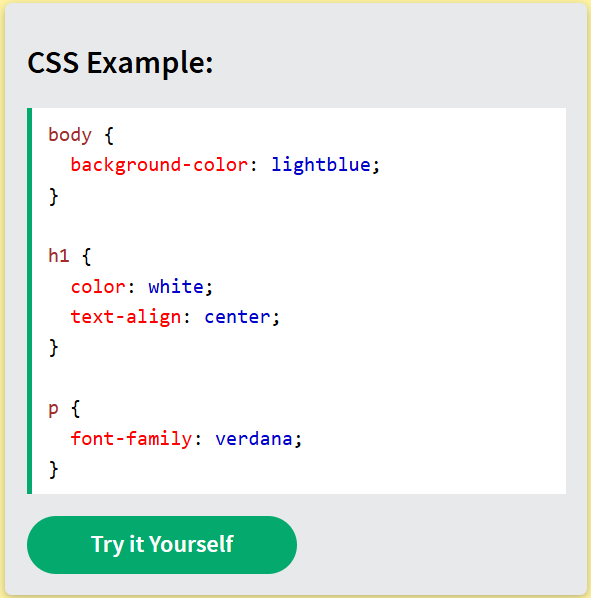 CSS Example:
body {
  background-color: lightblue;
}
h1 {
  color: white;
  text-align: center;
}
p {
  font-family: verdana;
}
Try it Yourself